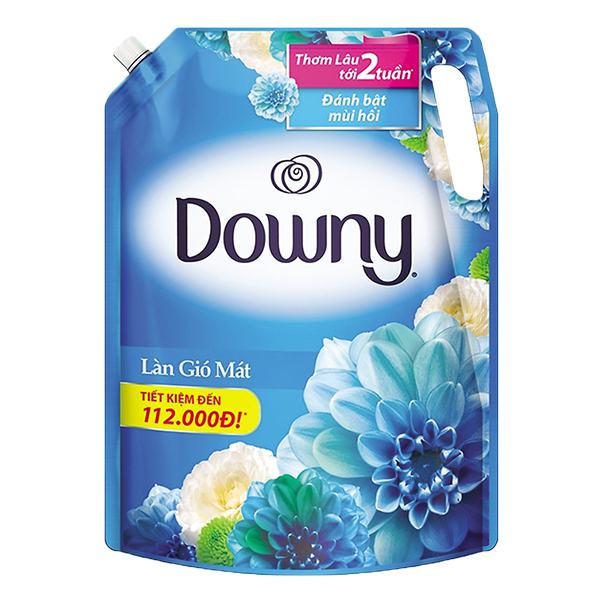 Thơm Lâu
tới 2 tuần*
Đánh bật
mùi hôi
Downy®
Làn Gió Mát
TIẾT KIỆM ĐẾN
112.000Đ!*